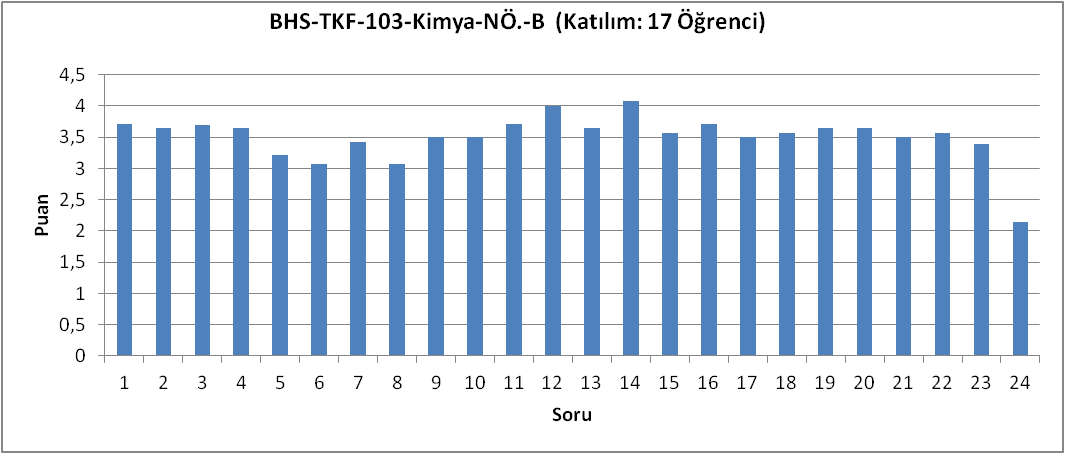 BHS-TKF-103-Kimya-NÖ.-B (Katılım: 17 Öğrenci)
4,5
4
3,5
3
2,5
2
1,5
1
0,5
0
Puan
1 2 3 4 5 6 7 8 9 10 11 12 13 14 15 16 17 18 19 20 21 22 23 24
Soru